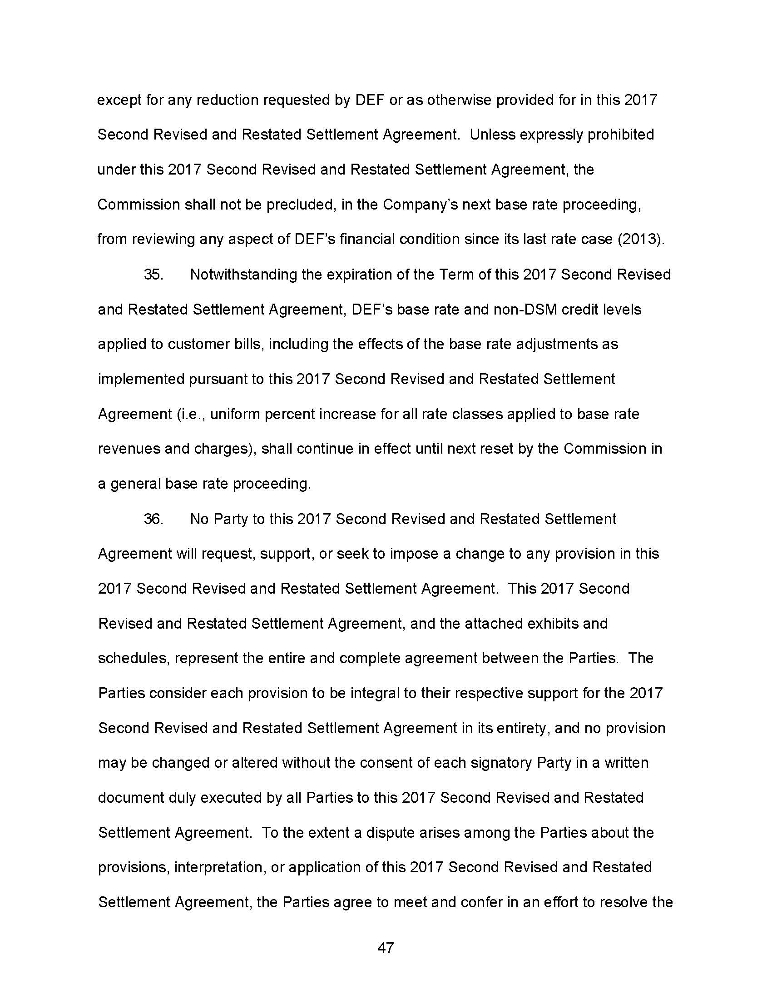 except for any reduction requested by DEF or as otherwise provided for in this 2017
Second Revised and Restated Settlement Agreement.  Unless expressly prohibited
under this 2017 Second Revised and Restated Settlement Agreement, the
Commission shall not be precluded, in the Company’s next base rate proceeding,
from reviewing any aspect of DEF’s financial condition since its last rate case (2013).
35. Notwithstanding the expiration of the Term of this 2017 Second Revised
and Restated Settlement Agreement, DEF’s base rate and non-DSM credit levels
applied to customer bills, including the effects of the base rate adjustments as
implemented pursuant to this 2017 Second Revised and Restated Settlement
Agreement (i.e., uniform percent increase for all rate classes applied to base rate
revenues and charges), shall continue in effect until next reset by the Commission in
a general base rate proceeding.
36. No Party to this 2017 Second Revised and Restated Settlement
Agreement will request, support, or seek to impose a change to any provision in this
2017 Second Revised and Restated Settlement Agreement.  This 2017 Second
Revised and Restated Settlement Agreement, and the attached exhibits and
schedules, represent the entire and complete agreement between the Parties.  The
Parties consider each provision to be integral to their respective support for the 2017
Second Revised and Restated Settlement Agreement in its entirety, and no provision
may be changed or altered without the consent of each signatory Party in a written
document duly executed by all Parties to this 2017 Second Revised and Restated
Settlement Agreement.  To the extent a dispute arises among the Parties about the
provisions, interpretation, or application of this 2017 Second Revised and Restated
Settlement Agreement, the Parties agree to meet and confer in an effort to resolve the
47